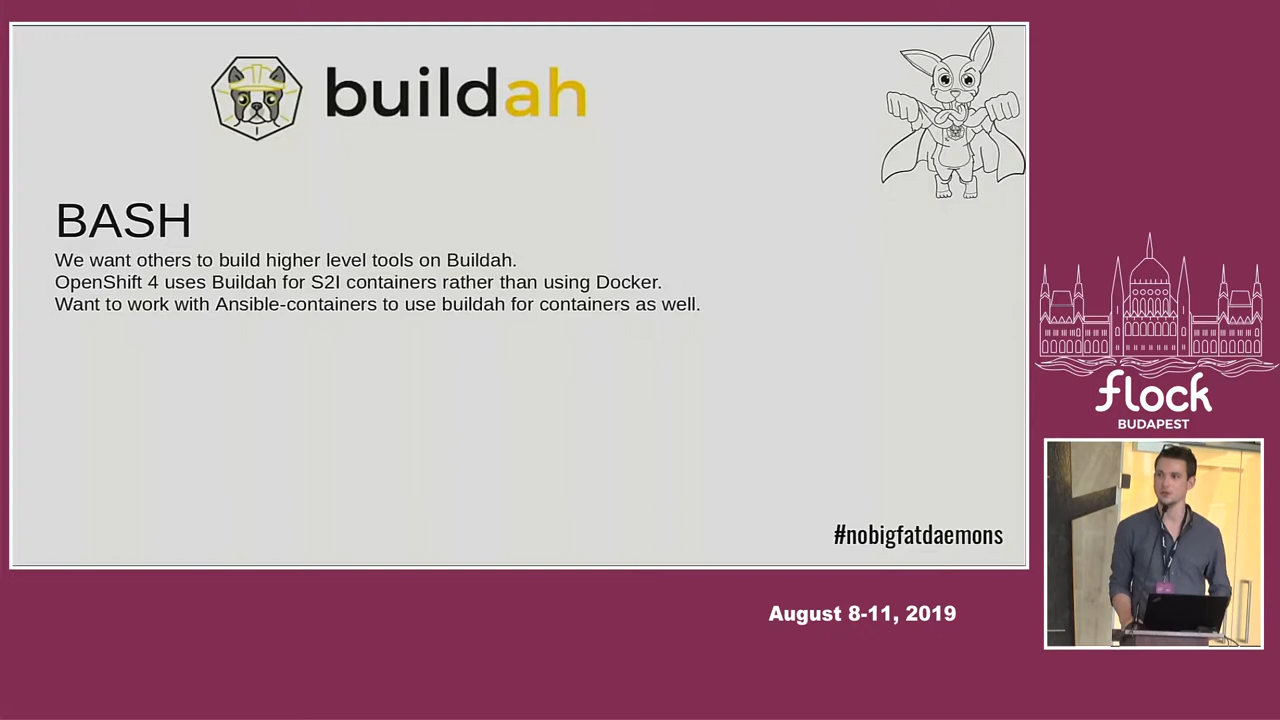 buildah
BASH
We want others to build higher level tools on Buildah.
OpenShift 4 uses Buildah for S2I containers rather than using Docker.
Want to work with Ansible-containers to use buildah for containers as well.
#nobigfatdaemons
flock
BUDAPEST
August 8-11, 2019